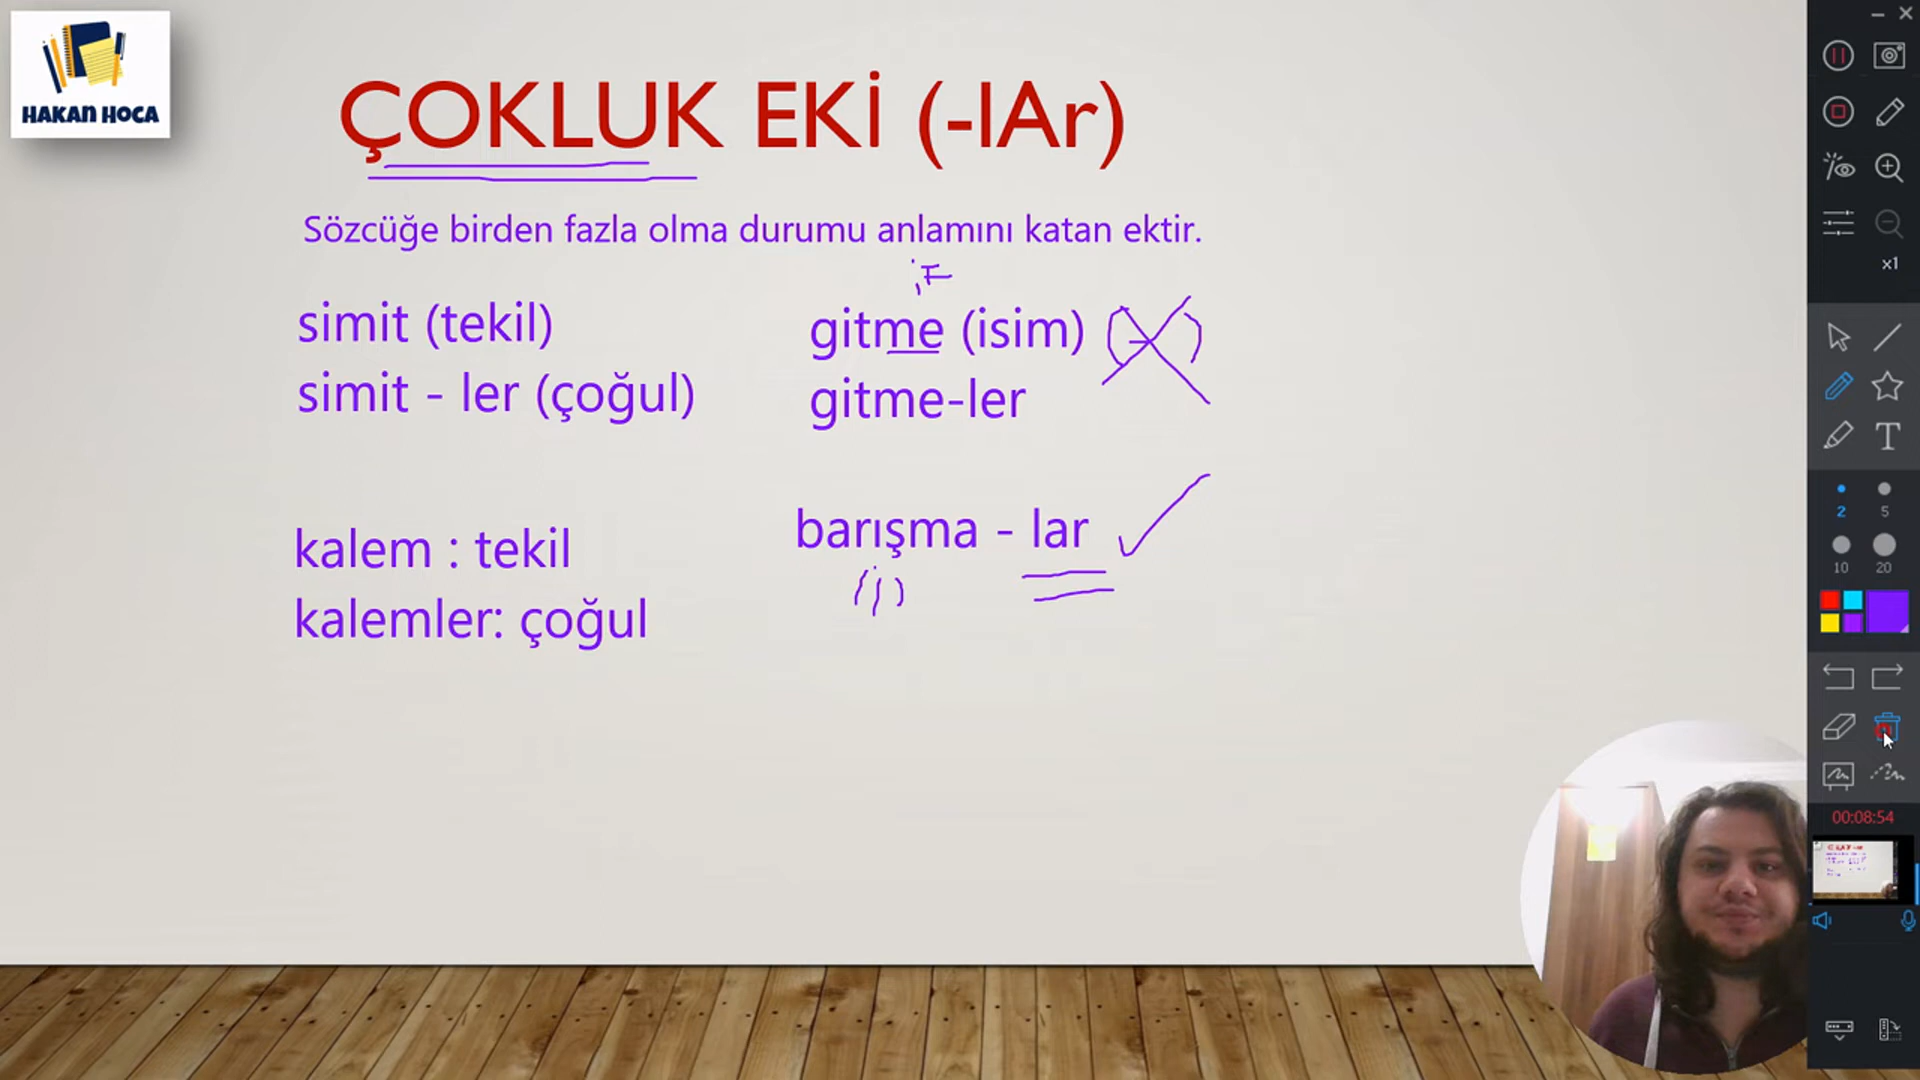 HAKAN HOCA
ÇOKLUK EKİ (-lAr)
Sözcüğe birden fazla olma durumu anlamını katan ektir.
simit (tekil)
simit - ler (çoğul)
gitme (isim)
gitme-ler
kalem : tekil
kalemler: çoğul
barışma - lar
x1
2
5
10
20
00:08:54